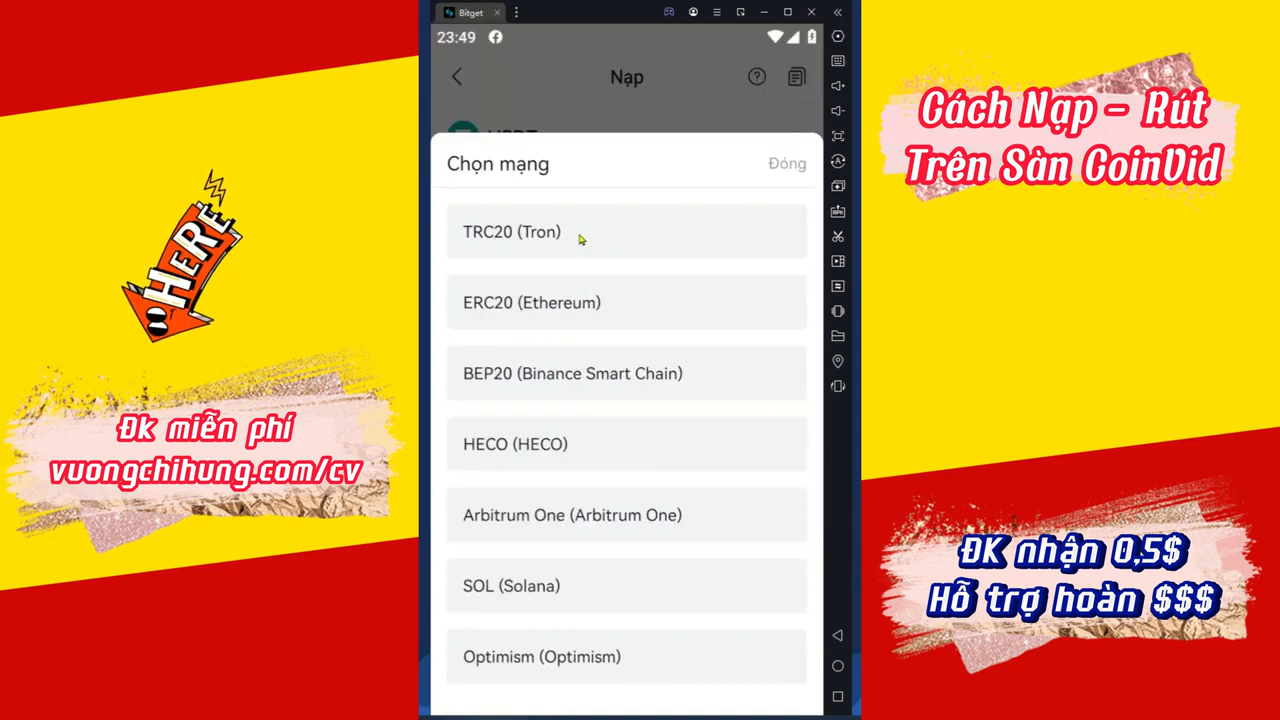 Bitget
23:49
Nạp
Chọn mạng
Đóng
TRC20 (Tron)
ERC20 (Ethereum)
BEP20 (Binance Smart Chain)
HECO (HECO)
Arbitrum One (Arbitrum One)
SOL (Solana)
Optimism (Optimism)
HERE
Đk miễn phí
vuongchihung.com/cv
Cách Nạp - Rút
Trên Sàn CoinVid
ĐK nhận 0,5$
Hỗ trợ hoàn $$$